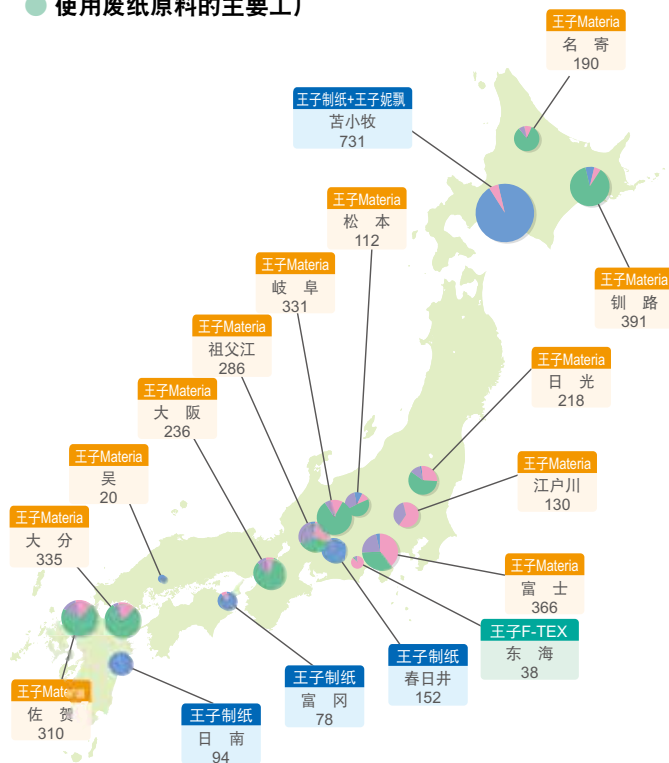 使用废纸原料的主要工厂
王子Materia
名 寄
190
王子制纸+王子妮飘
苫小牧
731
王子Materia
松 本
112
王子Materia
岐 阜
331
王子Materia
钏 路
391
王子Materia
祖父江
286
王子Materia
日 光
218
王子Materia
大 阪
236
王子Materia
吴
20
王子Materia
江户川
130
王子Materia
大 分
335
王子Materia
富 士
366
王子F-TEX
东 海
38
王子制纸
春日井
152
王子制纸
富 冈
78
王子Materia
佐 贺
310
王子制纸
日 南
94